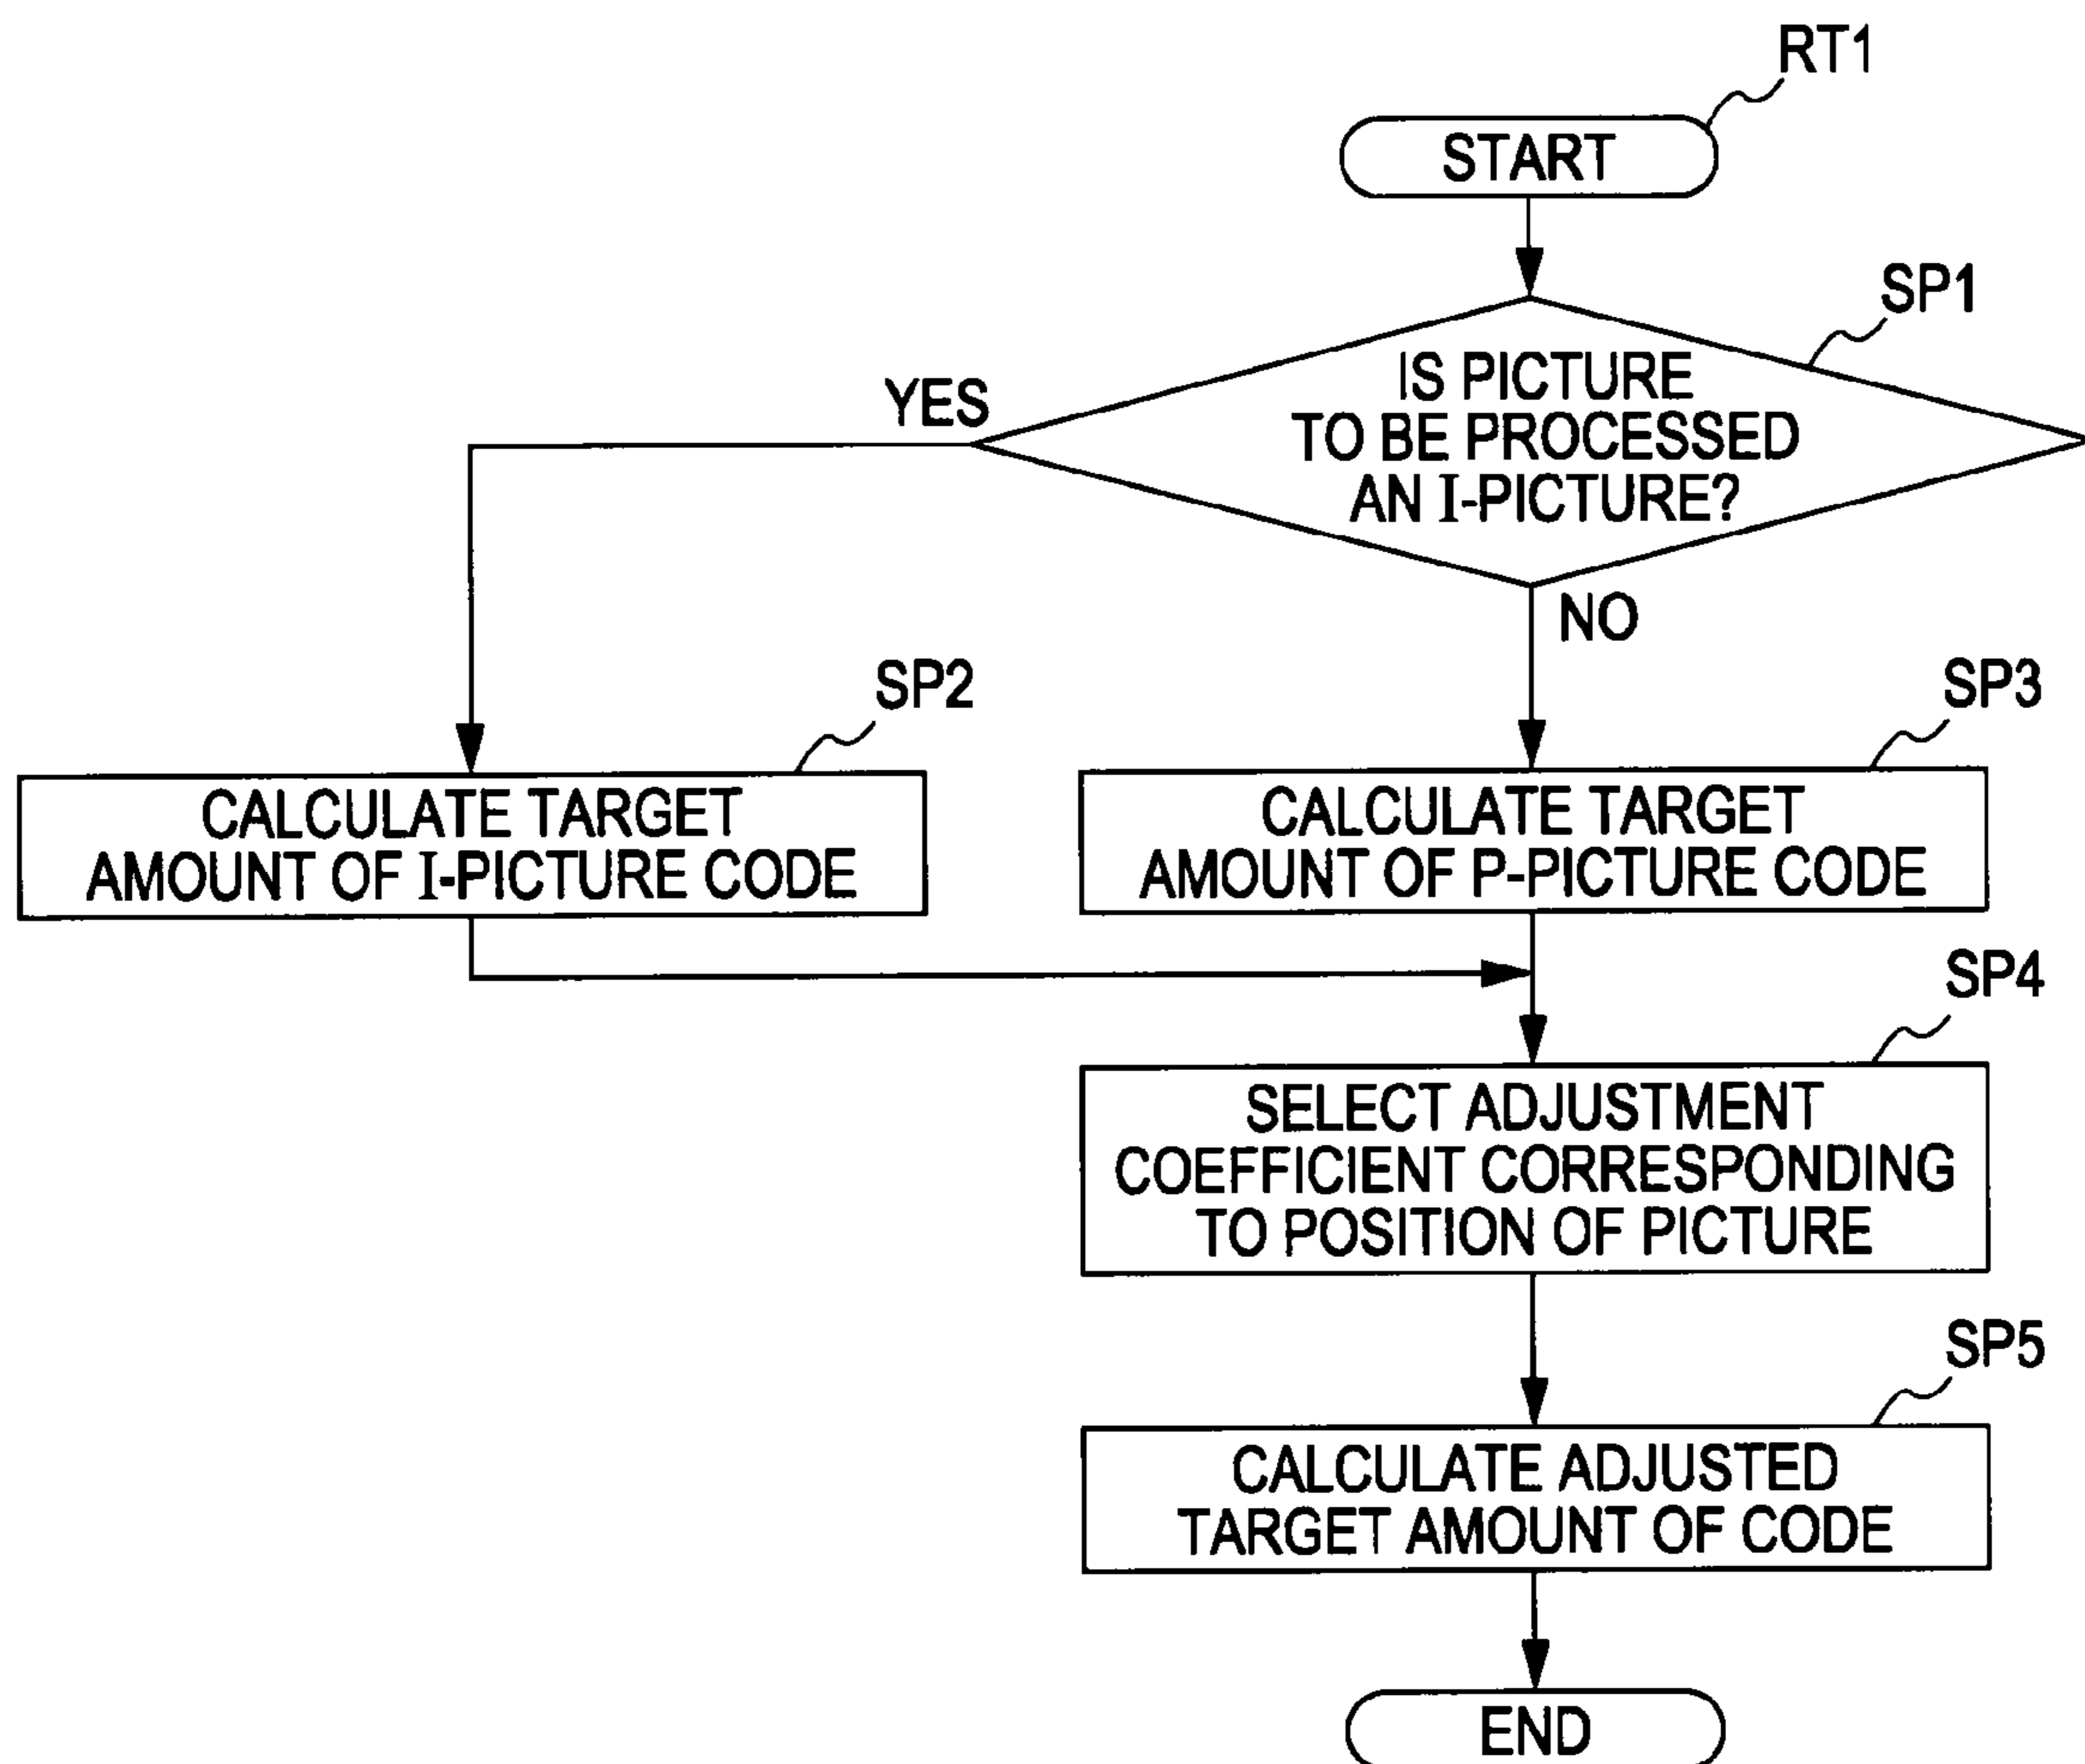 RT1
START
SP1
IS PICTURE
TO BE PROCESSED
AN I-PICTURE?
YES
NO
SP2
CALCULATE TARGET
AMOUNT OF I-PICTURE CODE
SP3
CALCULATE TARGET
AMOUNT OF P-PICTURE CODE
SP4
SELECT ADJUSTMENT
COEFFICIENT CORRESPONDING
TO POSITION OF PICTURE
SP5
CALCULATE ADJUSTED
TARGET AMOUNT OF CODE
END